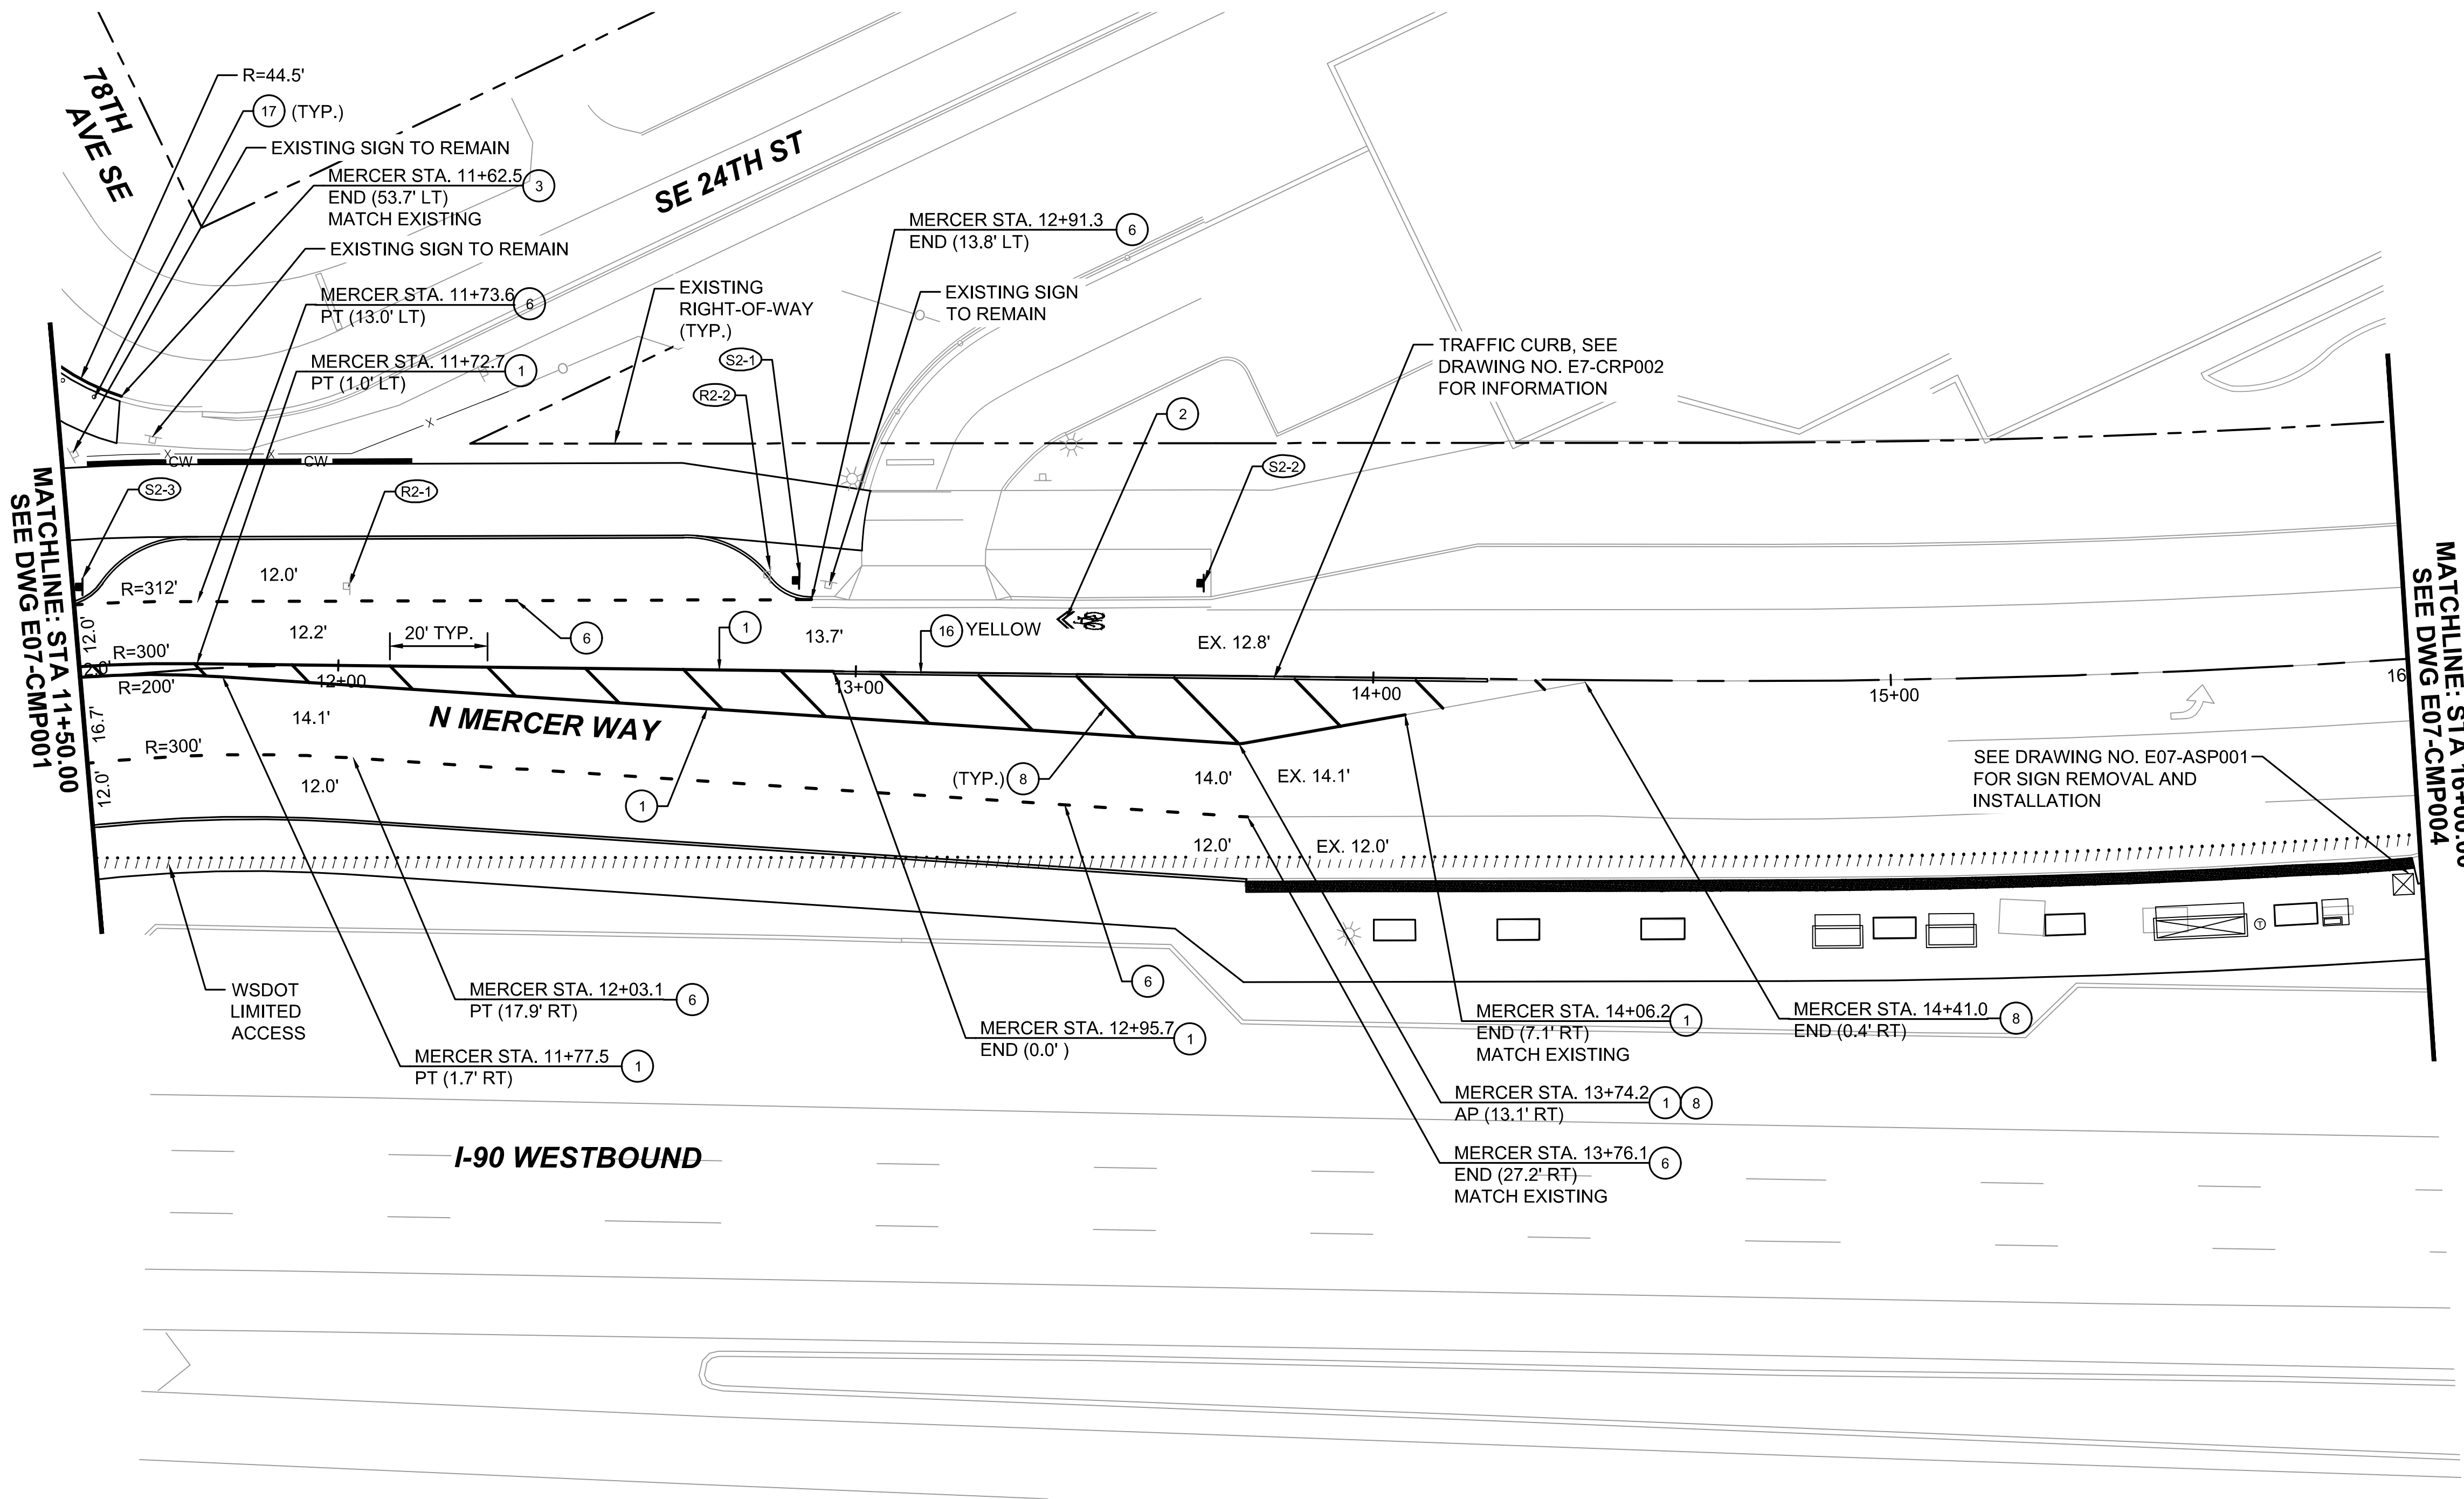 78TH
AVE SE
R=44.5'
17 (TYP.)
EXISTING SIGN TO REMAIN
MERCER STA. 11+62.5 3
END (53.7' LT)
MATCH EXISTING
EXISTING SIGN TO REMAIN
MERCER STA. 11+73.6 6
PT (13.0' LT)
MERCER STA. 11+72.7 1
PT (1.0' LT)
SE 24TH ST
EXISTING
RIGHT-OF-WAY
(TYP.)
MERCER STA. 12+91.3 6
END (13.8' LT)
EXISTING SIGN
TO REMAIN
S2-1
R2-2
2
TRAFFIC CURB, SEE
DRAWING NO. E7-CRP002
FOR INFORMATION
S2-2
X
X
X
CW
CW
S2-3
R2-1
MATCHLINE: STA 11+50.00
SEE DWG E07-CMP001
MATCHLINE: STA 16+00.00
SEE DWG E07-CMP004
R=312'
12.0'
12.0'
12.2'
20' TYP.
6
1
13.7'
16 YELLOW
EX. 12.8'
R=300'
2.0'
R=200'
12+00
13+00
14+00
15+00
16
16.7'
14.1'
N MERCER WAY
R=300'
12.0'
12.0'
1
(TYP.) 8
14.0'
EX. 14.1'
12.0'
EX. 12.0'
SEE DRAWING NO. E07-ASP001
FOR SIGN REMOVAL AND
INSTALLATION
T
WSDOT
LIMITED
ACCESS
MERCER STA. 12+03.1 6
PT (17.9' RT)
MERCER STA. 11+77.5 1
PT (1.7' RT)
6
MERCER STA. 12+95.7 1
END (0.0' )
MERCER STA. 14+06.2 1
END (7.1' RT)
MATCH EXISTING
MERCER STA. 14+41.0 8
END (0.4' RT)
MERCER STA. 13+74.2 1 8
AP (13.1' RT)
MERCER STA. 13+76.1 6
END (27.2' RT)
MATCH EXISTING
I-90 WESTBOUND